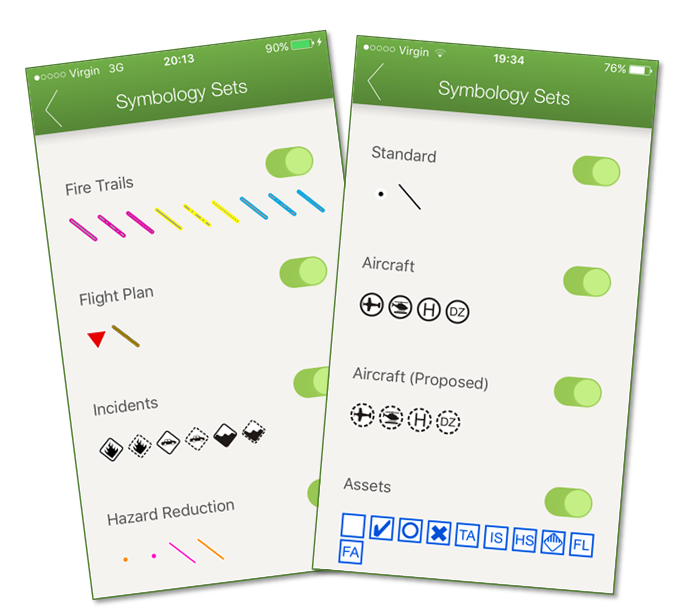 Virgin 3G 20:13 90%
Symbology Sets
Fire Trails
Flight Plan
Incidents
Hazard Reduction
Virgin 19:34 76%
Symbology Sets
Standard
Aircraft
H DZ
Aircraft (Proposed)
H DZ
Assets
TA IS HS FL
FA